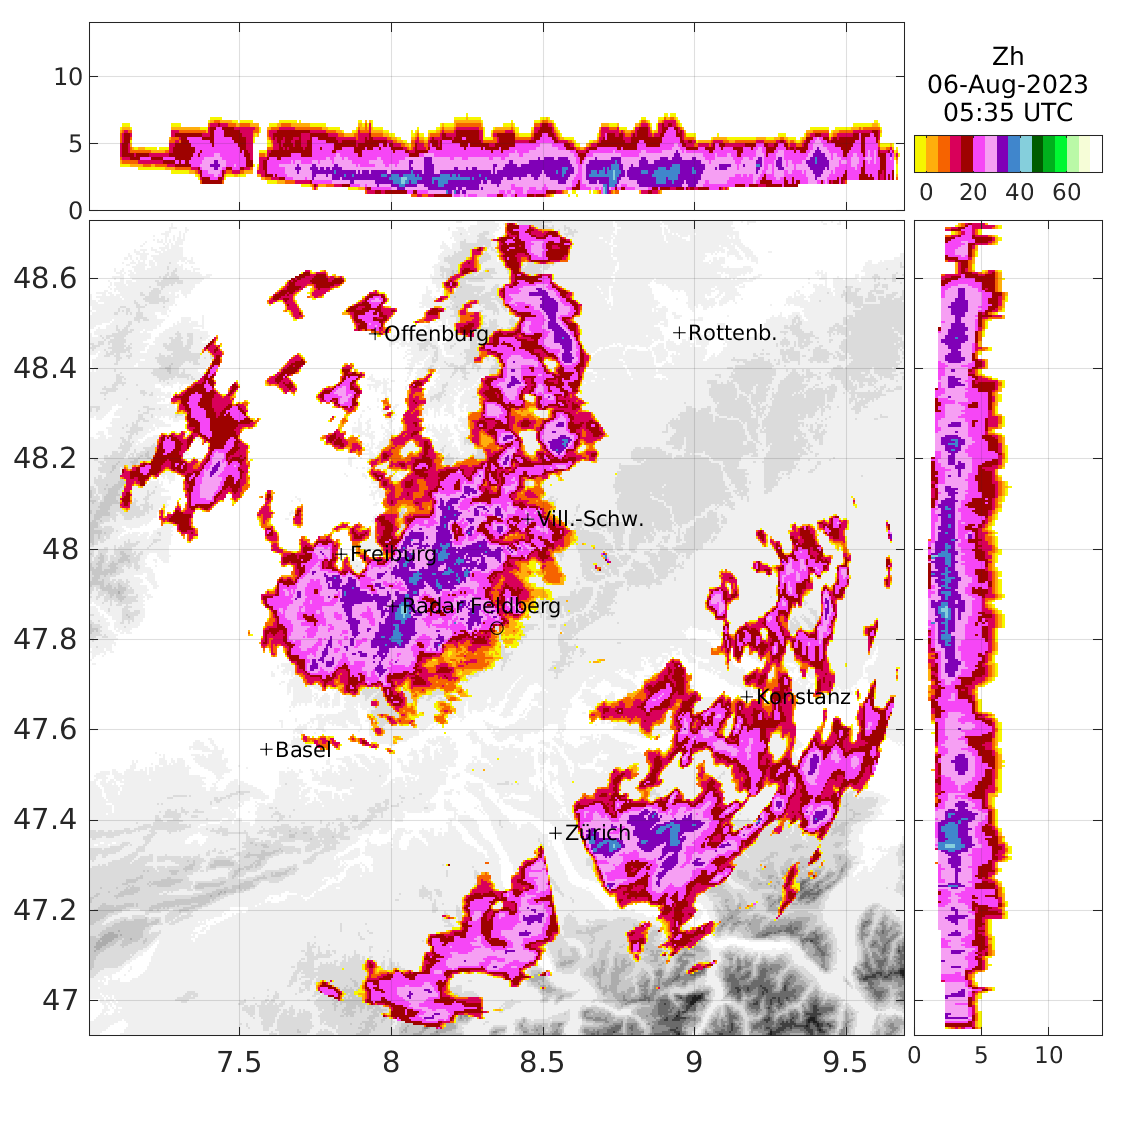 10
5
0
Zh
06-Aug-2023
05:35 UTC
0
20
40
60
48.6
48.4
48.2
48
47.8
47.6
47.4
47.2
47
+Offenburg
+Rottenb.
+Vill.-Schw.
+Freiburg
+Radar Feldberg
+Konstanz
+Basel
+Zürich
7.5
8
8.5
9
9.5
0
5
10